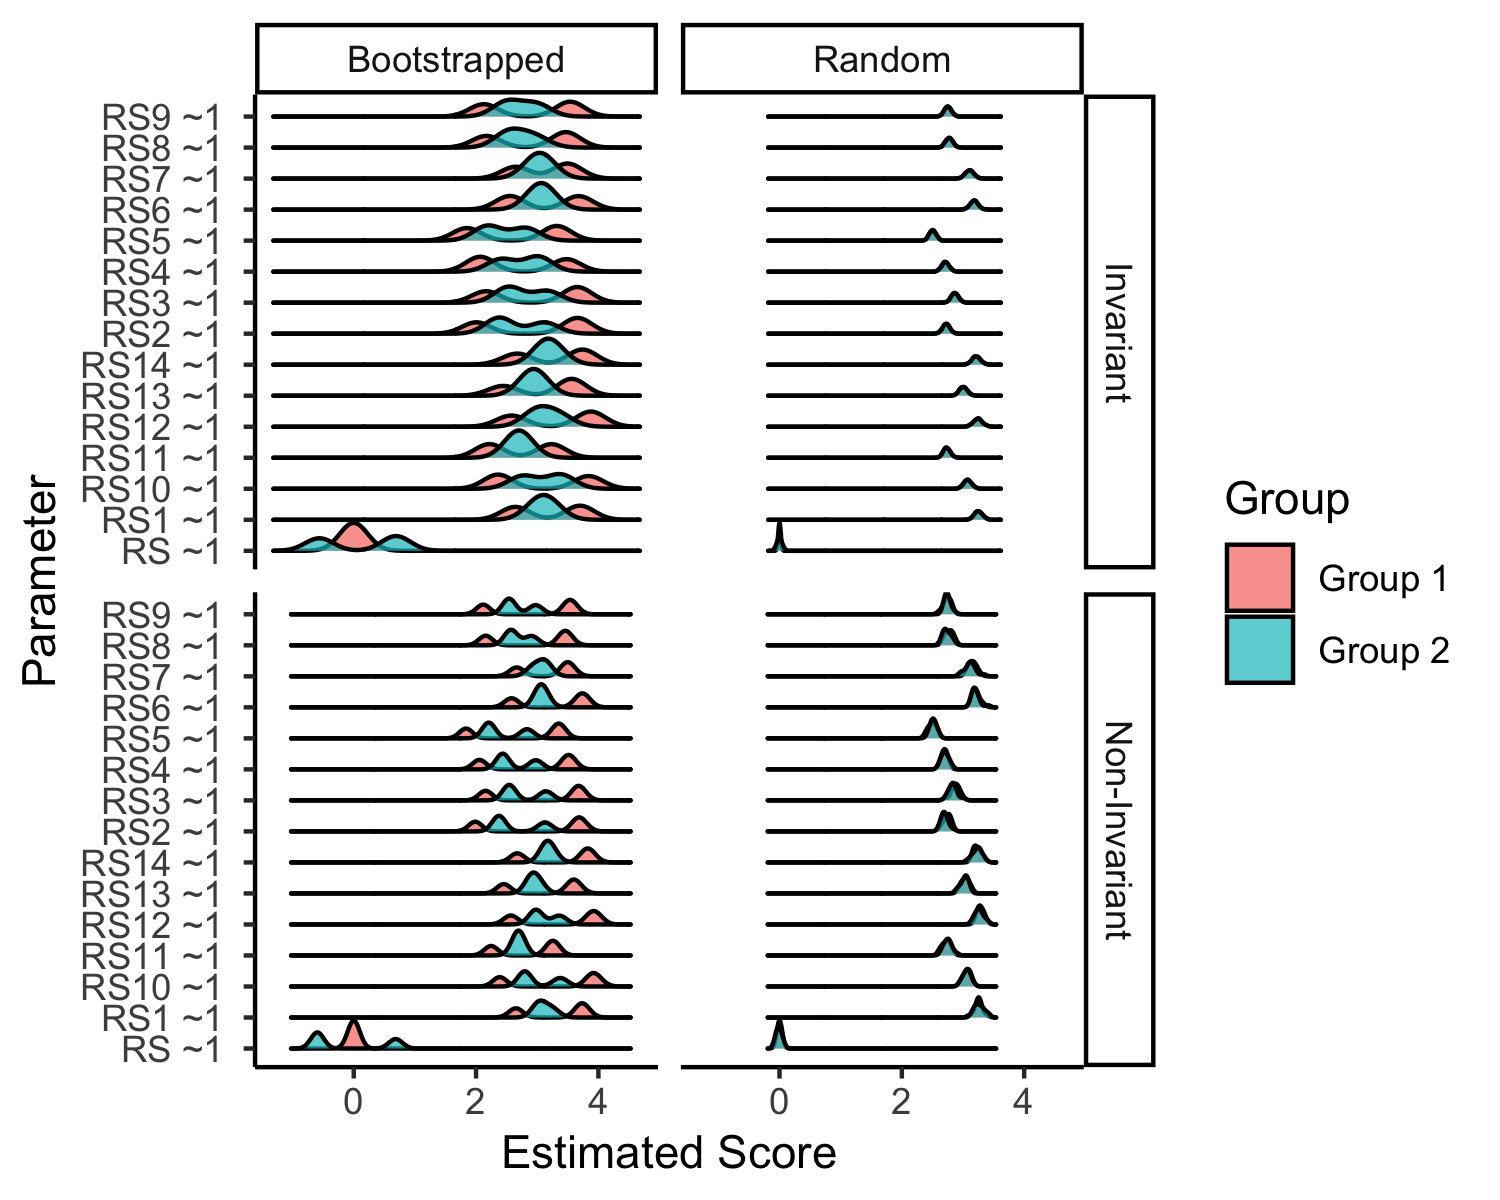 Bootstrapped
Random
Parameter
RS9 ~1
RS8 ~1
RS7 ~1
RS6 ~1
RS5 ~1
RS4 ~1
RS3 ~1
RS2 ~1
RS14 ~1
RS13 ~1
RS12 ~1
RS11 ~1
RS10 ~1
RS1 ~1
RS ~1
Invariant
RS9 ~1
RS8 ~1
RS7 ~1
RS6 ~1
RS5 ~1
RS4 ~1
RS3 ~1
RS2 ~1
RS14 ~1
RS13 ~1
RS12 ~1
RS11 ~1
RS10 ~1
RS1 ~1
RS ~1
Non-Invariant
0 2 4
0 2 4
Estimated Score
Group
Group 1
Group 2